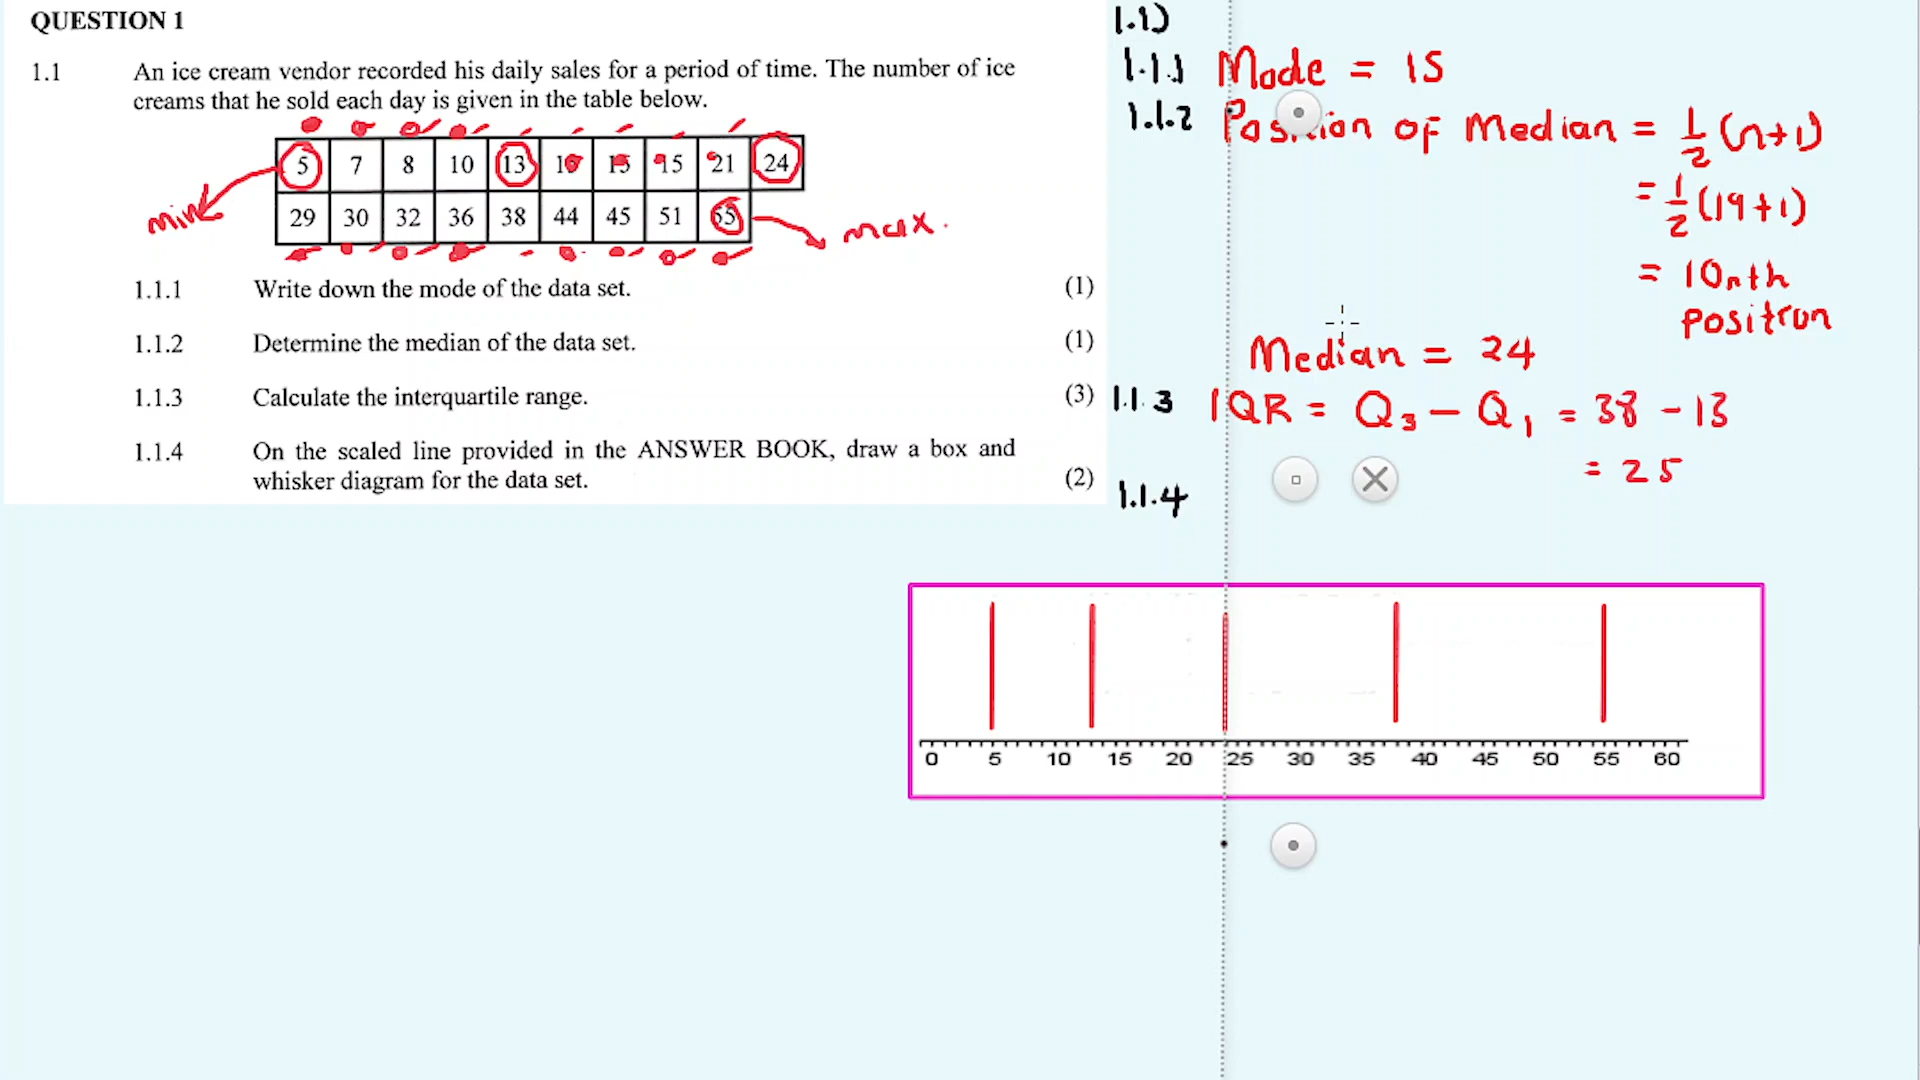 QUESTION 1
1.1 An ice cream vendor recorded his daily sales for a period of time. The number of ice
creams that he sold each day is given in the table below.
5 7 8 10 13 15 15 21 24
29 30 32 36 38 44 45 51 55
min
max.
1.1.1 Write down the mode of the data set. (1)
1.1.2 Determine the median of the data set. (1)
1.1.3 Calculate the interquartile range. (3)
1.1.4 On the scaled line provided in the ANSWER BOOK, draw a box and
whisker diagram for the data set. (2)
1.1)
1.1.1 Mode = 15
1.1.2 Position of Median = 1/2 (n+1)
= 1/2 (19+1)
= 10nth
position
Median = 24
1.1.3 IQR = Q3 - Q1 = 38 - 13
= 25
1.1.4
0 5 10 15 20 25 30 35 40 45 50 55 60